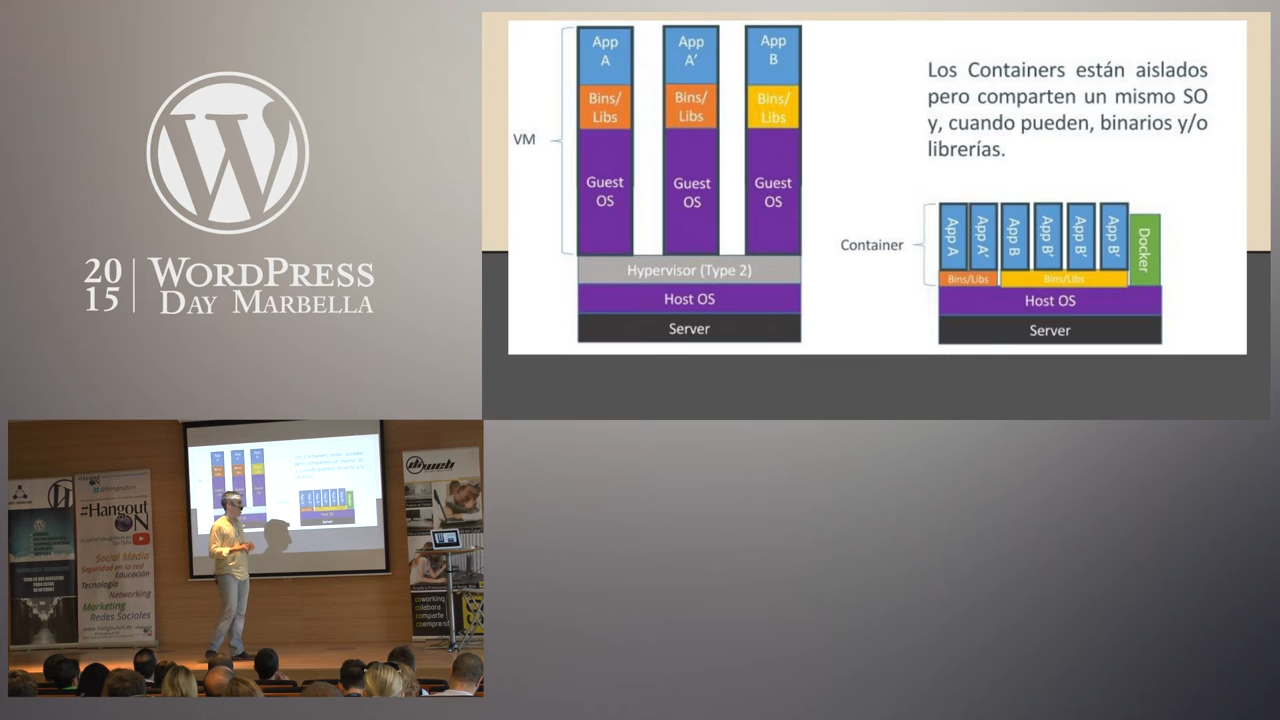 20
15
WORDPRESS
DAY MARBELLA
VM
App
A
App
A'
App
B
Bins/
Libs
Bins/
Libs
Bins/
Libs
Guest
OS
Guest
OS
Guest
OS
Hypervisor (Type 2)
Host OS
Server
Los Containers están aislados
pero comparten un mismo SO
y, cuando pueden, binarios y/o
librerías.
Container
App A
App A'
App B
App B'
App B'
App B'
Docker
Bins/Libs
Bins/Libs
Host OS
Server
#Hangout
ON
Social Media
Seguridad en la red
Educación
Tecnología
Networking
Marketing
Redes Sociales
coworking
colabora
comparte
coemprend